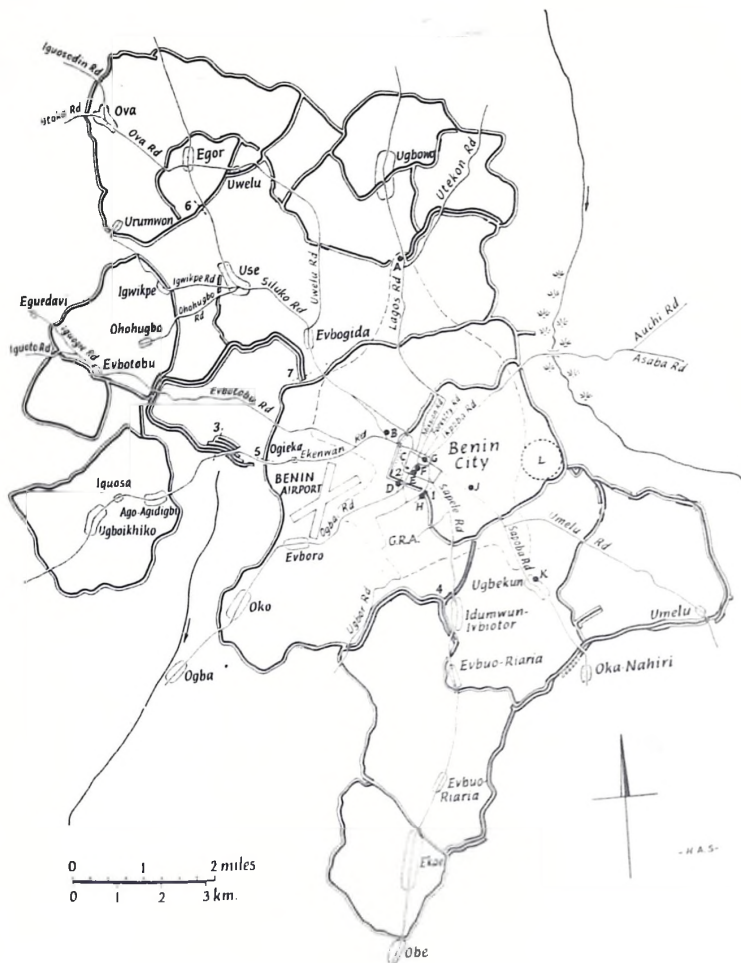 Iguosedin Rd
Rd
Ova
Ova Rd
Egor
Uwelu
6
Urumwon
Ugbowo
Utekon Rd
A
Lagos Rd
Use
Igwikpe
Igwikpe Rd
Siluko Rd
Uwelu Rd
Ohohugbo Rd
Ohohugbo
Eguedavi
Iguoto Rd
Evbotobu
Evbogida
Auchi Rd
Asaba Rd
7
Evbotobu Rd
3
5
Ogieka
Ekenwan Rd
B
C
G
2
F
E
D
I
H
Benin City
L
J
BENIN AIRPORT
Ogba Rd
Sapele Rd
Iguosa
Ago-Agidigbi
Ugboikhiko
Evboro
G.R.A.
Sapoba Rd
Umelu Rd
Ugbekun
K
4
Ugbor Rd
Oko
Idumwun-Ivbiotor
Umelu
Ogba
Evbuo-Riaria
Oka-Nahiri
Evbuo-Riaria
Ekae
Obe
- H.A.S-
0 1 2 miles
0 1 2 3 km.